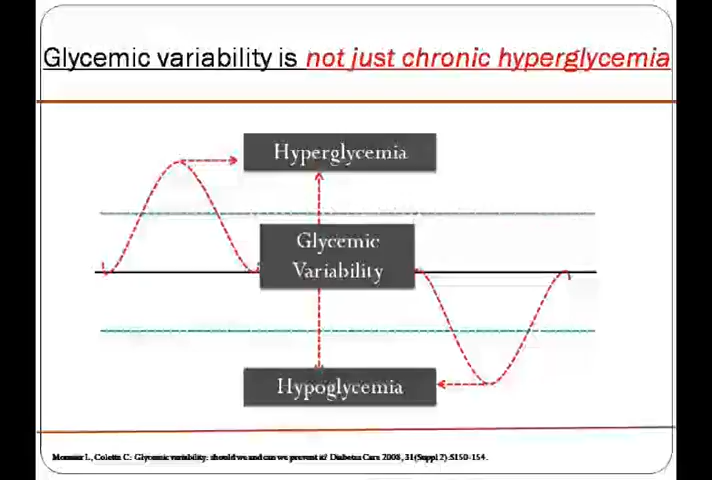 Glycemic variability is not just chronic hyperglycemia
Hyperglycemia
Glycemic
Variability
Hypoglycemia
Monnier L, Colette C: Glycemic variability: should we and can we prevent it? Diabetes Care 2008, 31(Suppl 2):S150-154.